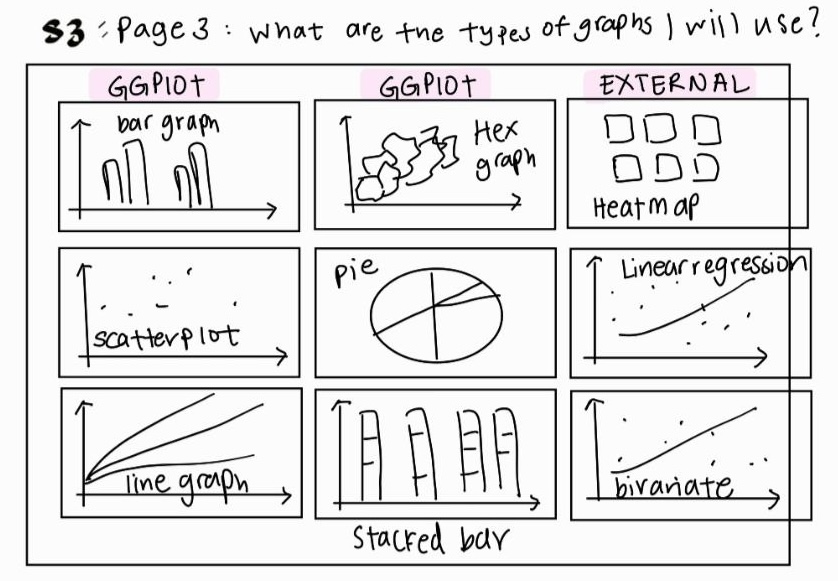 S3 : Page 3 : What are the types of graphs I will use?
GGPlOt GGPlOt EXTERNAL
bar graph
Hex
graph
Heatmap
scatterplot
pie
Linear regression
line graph
Stacked bar
bivariate